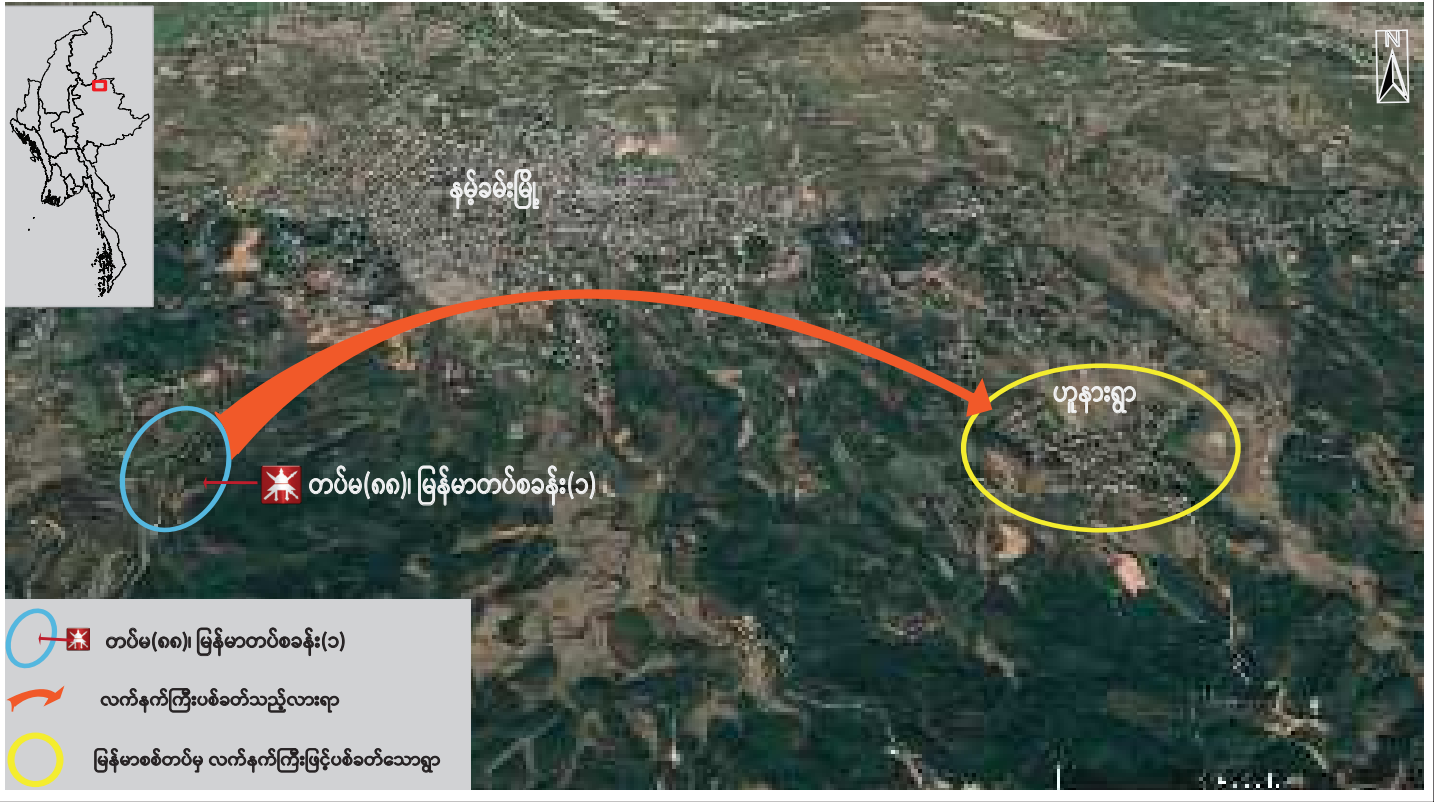 N
နမ့်ခမ်းမြို့
ဟူနားရွာ
တပ်မ(၈၈)၊ မြန်မာတပ်စခန်း(၁)
တပ်မ(၈၈)၊ မြန်မာတပ်စခန်း(၁)
လက်နက်ကြီးပစ်ခတ်သည့်လားရာ
မြန်မာစစ်တပ်မှ လက်နက်ကြီးဖြင့်ပစ်ခတ်သောရွာ